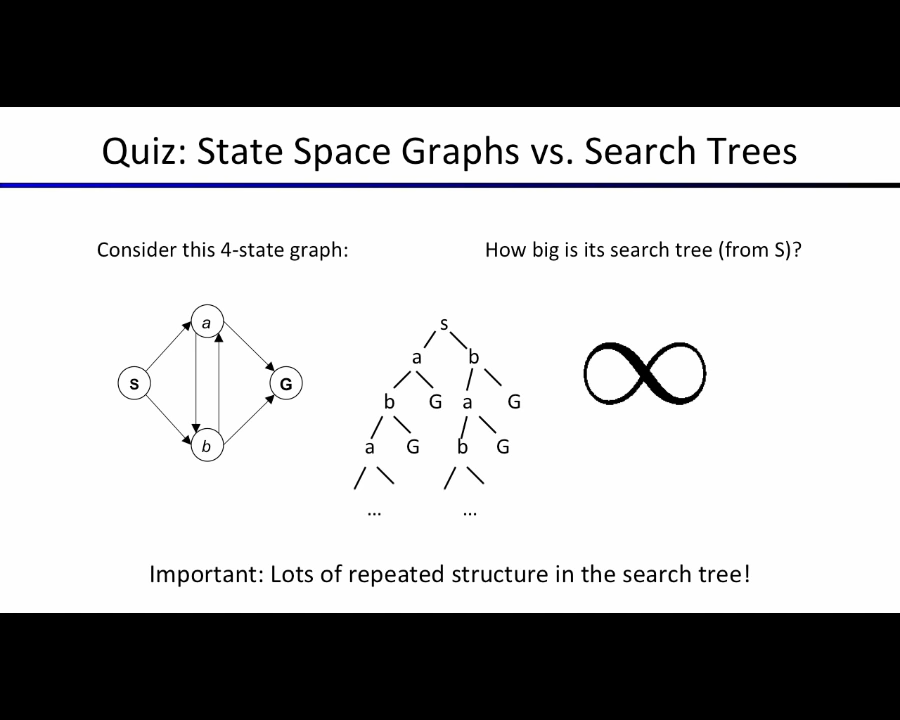 Quiz: State Space Graphs vs. Search Trees
Consider this 4-state graph:
How big is its search tree (from S)?
a
S
G
b
s
a b
b G a G
a G b G
... ...
Important: Lots of repeated structure in the search tree!